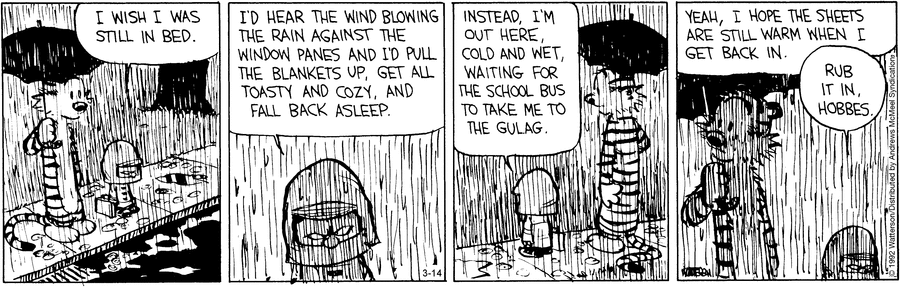 I WISH I WAS
STILL IN BED.
I'D HEAR THE WIND BLOWING
THE RAIN AGAINST THE
WINDOW PANES AND I'D PULL
THE BLANKETS UP, GET ALL
TOASTY AND COZY, AND
FALL BACK ASLEEP.
3-14
INSTEAD, I'M
OUT HERE,
COLD AND WET,
WAITING FOR
THE SCHOOL BUS
TO TAKE ME TO
THE GULAG.
YEAH, I HOPE THE SHEETS
ARE STILL WARM WHEN I
GET BACK IN.
RUB
IT IN,
HOBBES.
WATTERSON
© 1992 Watterson/Distributed by Andrews McMeel Syndication